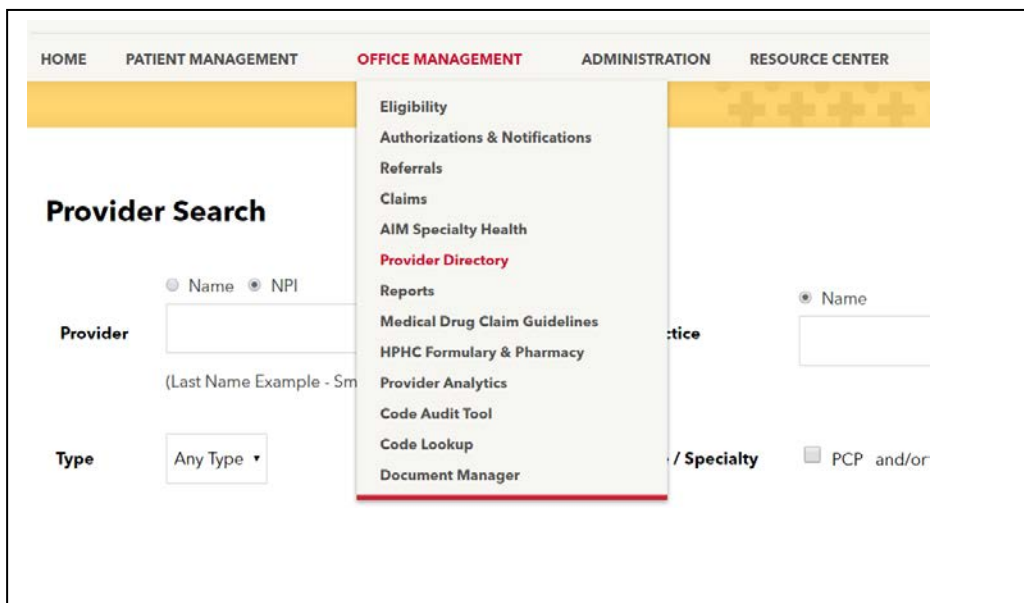 HOME PATIENT MANAGEMENT OFFICE MANAGEMENT ADMINISTRATION RESOURCE CENTER
Eligibility
Authorizations & Notifications
Referrals
Claims
AIM Specialty Health
Provider Directory
Reports
Medical Drug Claim Guidelines
HPHC Formulary & Pharmacy
Provider Analytics
Code Audit Tool
Code Lookup
Document Manager
Provider Search
Name NPI
Provider
(Last Name Example - Sm
Name
Type Any Type
/ Specialty PCP and/or